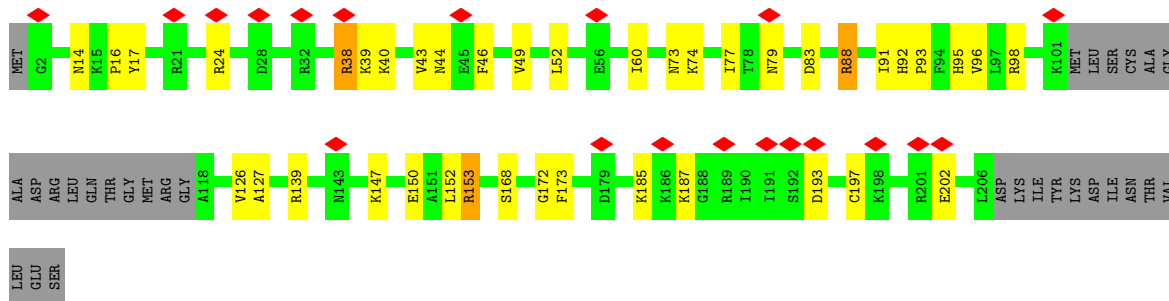 MET G2 N14 K15 P16 Y17 R21 R24 D28 R32 R38 K39 K40 V43 N44 E45 F46 V49 L52 E56 I60 N73 K74 I77 T78 N79 D83 R88 I91 H92 P93 F94 H95 V96 L97 R98 K101 MET LEU SER CYS ALA GLY
ALA ASP ARG LEU GLN THR GLY MET ARG GLY A118 V126 A127 R139 N143 K147 E150 A151 L152 R153 S168 G172 F173 D179 K185 K186 K187 G188 R189 I190 I191 S192 D193 C197 K198 R201 E202 L206 ASP LYS ILE TYR LYS ASP ILE ASN THR VAL
LEU GLU SER